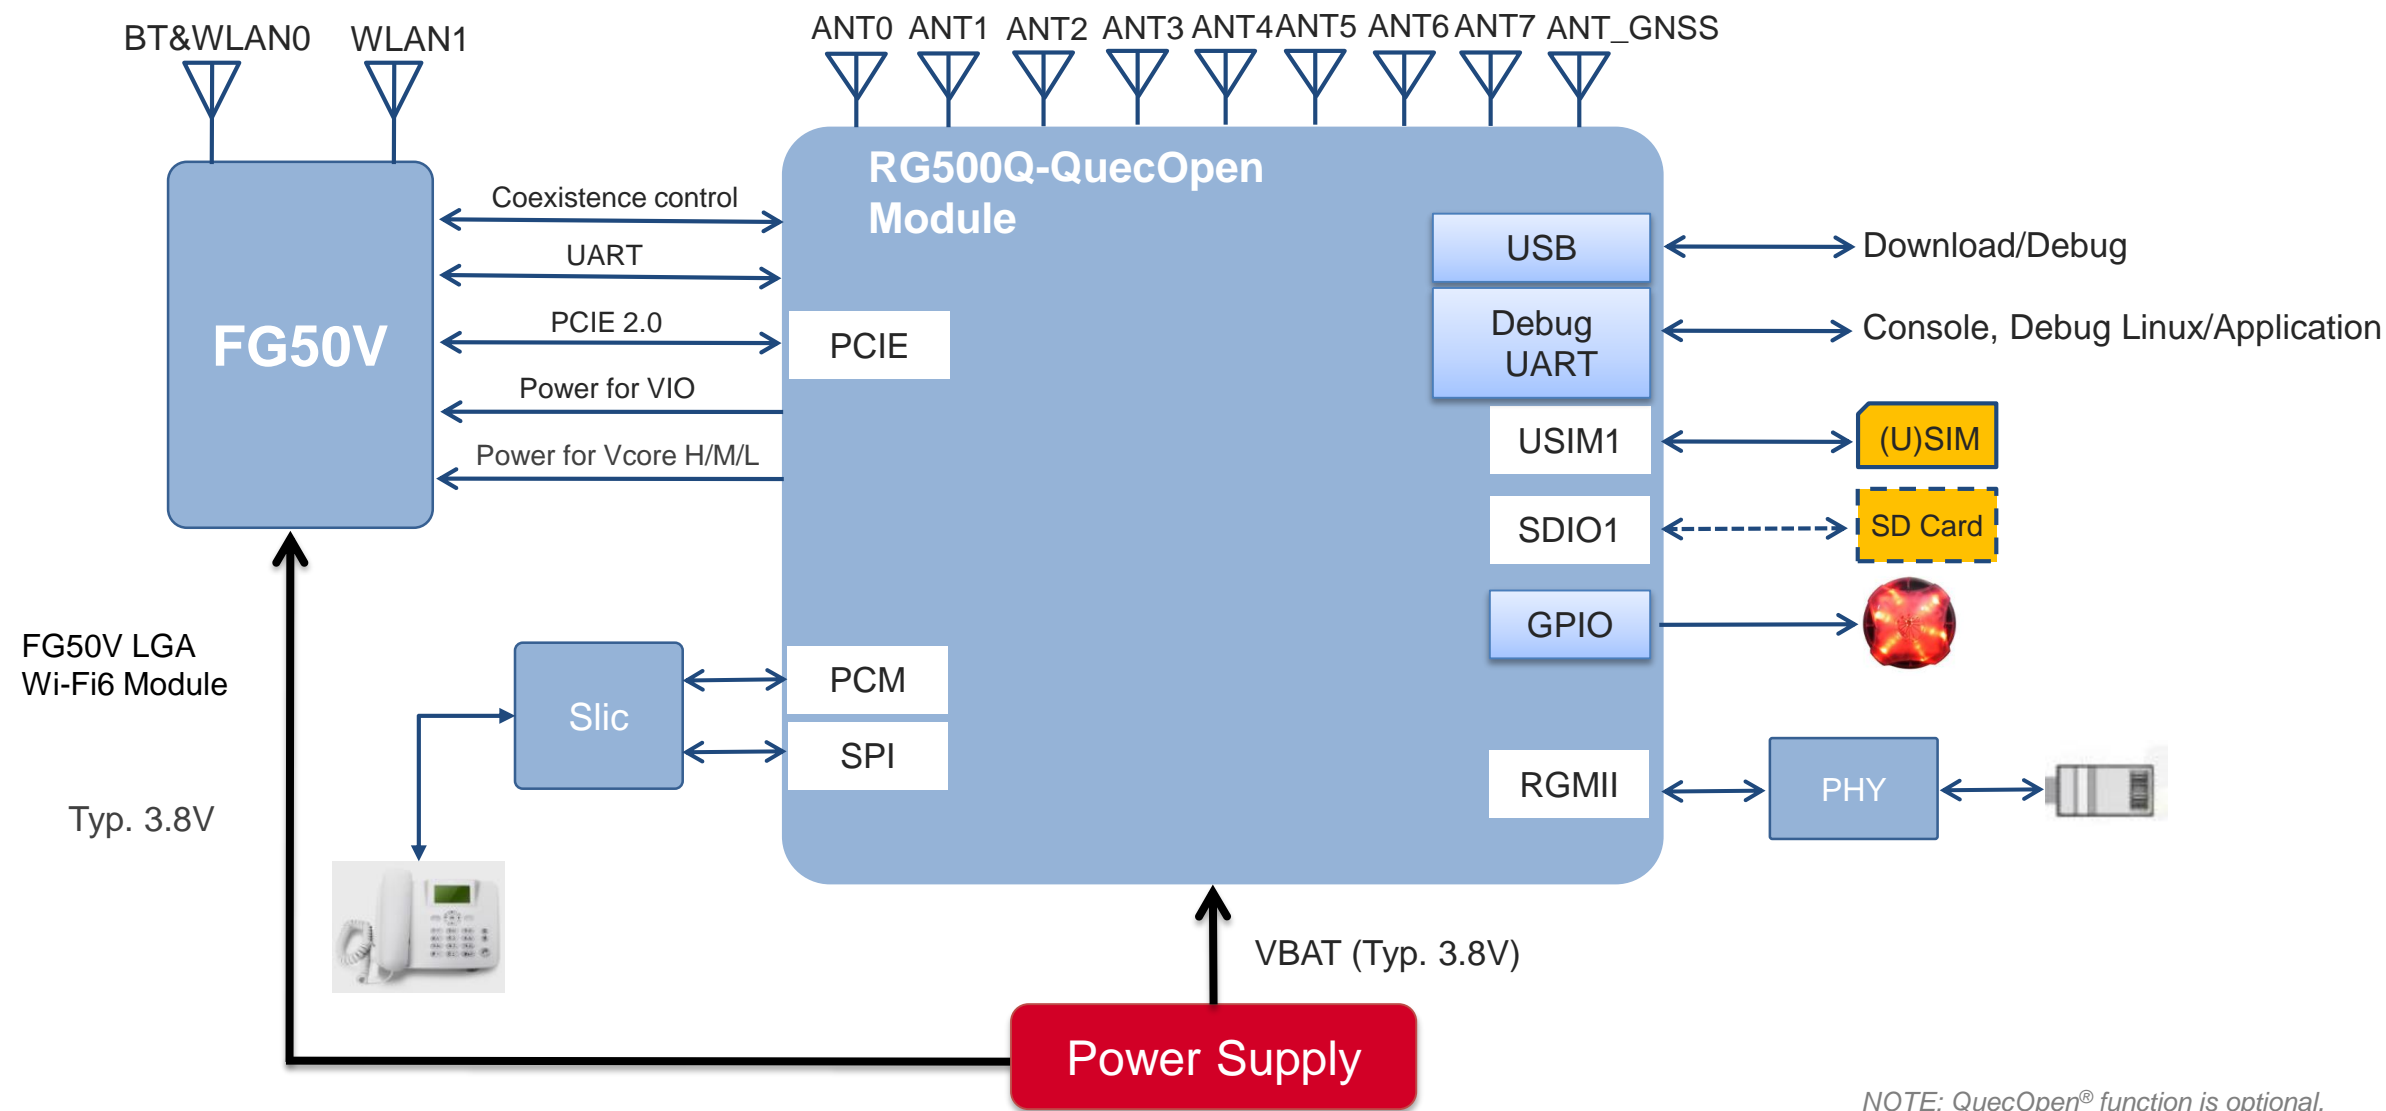 BT&WLAN0 WLAN1 ANT0 ANT1 ANT2 ANT3 ANT4 ANT5 ANT6 ANT7 ANT_GNSS
RG500Q-QuecOpen
Module
Coexistence control
UART
PCIE 2.0
Power for VIO
Power for Vcore H/M/L
FG50V
PCIE
USB
Download/Debug
Debug
UART
Console, Debug Linux/Application
USIM1
(U)SIM
SDIO1
SD Card
GPIO
FG50V LGA
Wi-Fi6 Module
Typ. 3.8V
Slic
PCM
SPI
RGMII
PHY
VBAT (Typ. 3.8V)
Power Supply
NOTE: QuecOpen® function is optional.